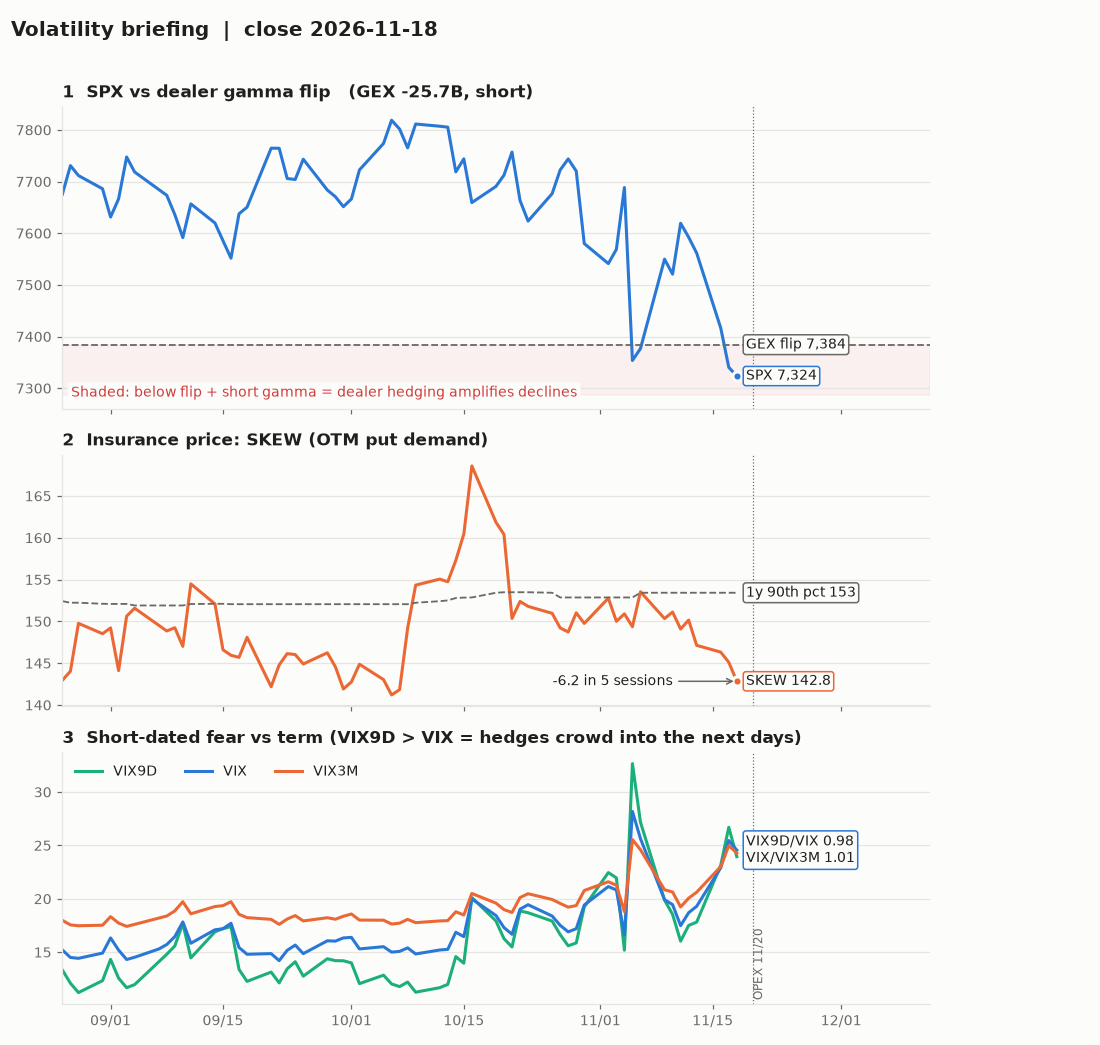 Volatility briefing | close 2026-11-18
1 SPX vs dealer gamma flip (GEX -25.7B, short)
7800
7700
7600
7500
7400
7300
GEX flip 7,384
SPX 7,324
Shaded: below flip + short gamma = dealer hedging amplifies declines
2 Insurance price: SKEW (OTM put demand)
165
160
155
150
145
140
1y 90th pct 153
-6.2 in 5 sessions
SKEW 142.8
3 Short-dated fear vs term (VIX9D > VIX = hedges crowd into the next days)
VIX9D VIX VIX3M
30
25
20
15
VIX9D/VIX 0.98
VIX/VIX3M 1.01
OPEX 11/20
09/01 09/15 10/01 10/15 11/01 11/15 12/01